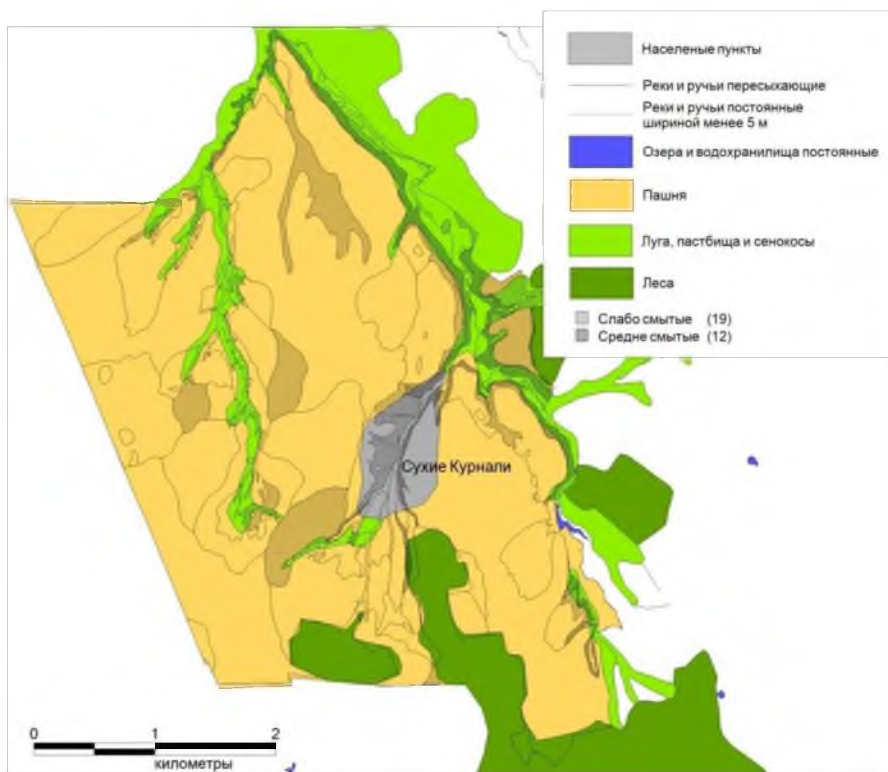 Населеные пункты
Реки и ручьи пересыхающие
Реки и ручьи постоянные
шириной менее 5 м
Озера и водохранилища постоянные
Пашня
Луга, пастбища и сенокосы
Леса
Слабо смытые (19)
Средне смытые (12)
Сухие Курнали
0 1 2
километры